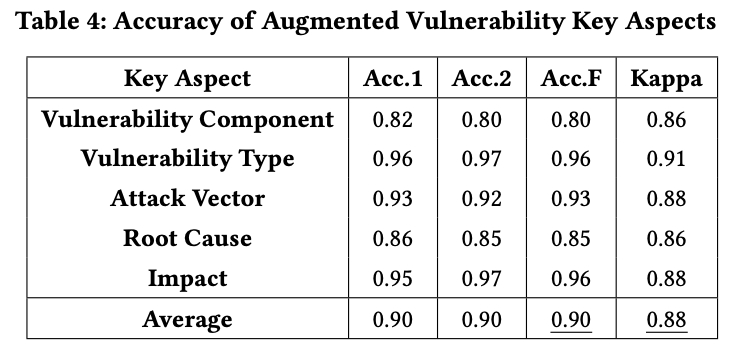 Table 4: Accuracy of Augmented Vulnerability Key Aspects
Key Aspect Acc.1 Acc.2 Acc.F Kappa
Vulnerability Component 0.82 0.80 0.80 0.86
Vulnerability Type 0.96 0.97 0.96 0.91
Attack Vector 0.93 0.92 0.93 0.88
Root Cause 0.86 0.85 0.85 0.86
Impact 0.95 0.97 0.96 0.88
Average 0.90 0.90 0.90 0.88